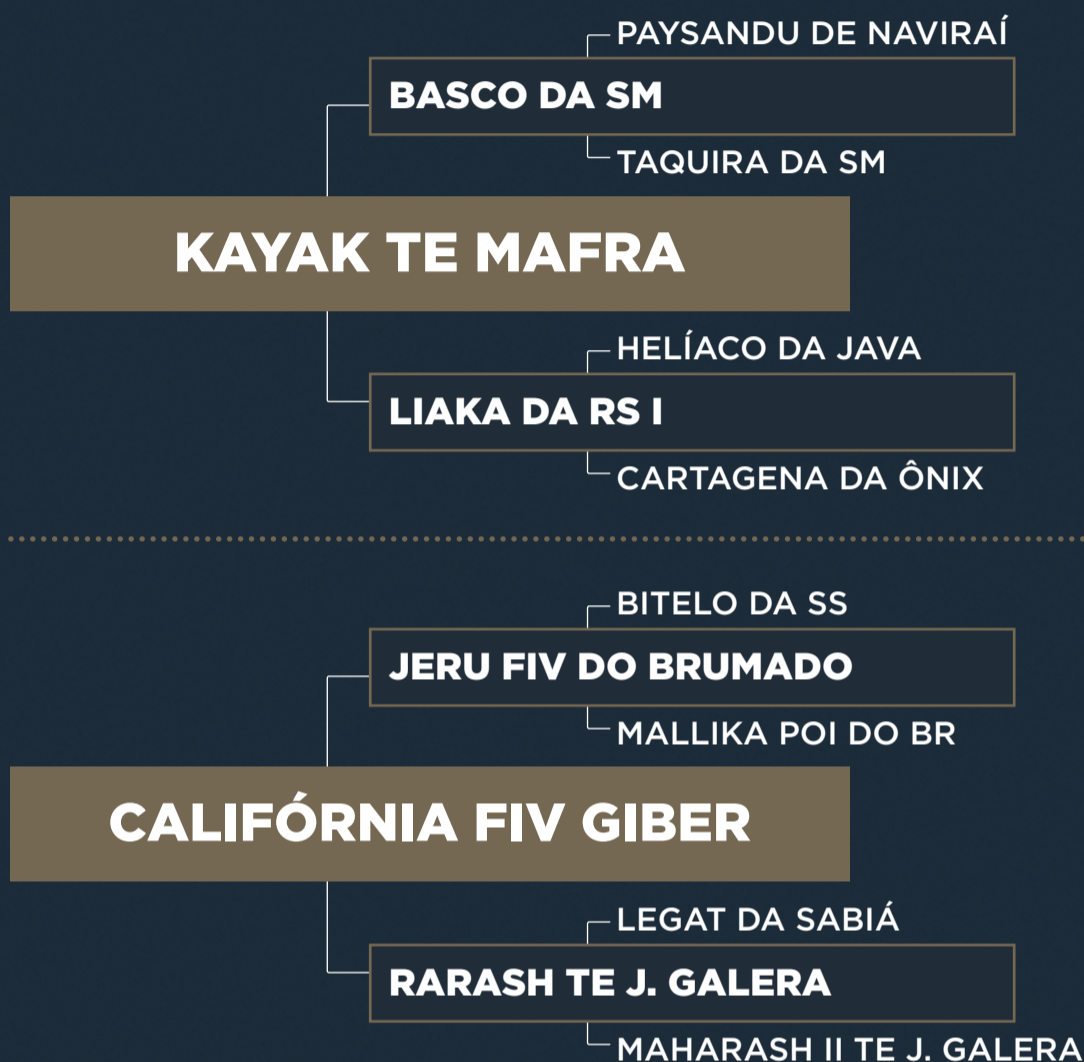 PAYSANDU DE NAVIRAÍ
BASCO DA SM
TAQUIRA DA SM
KAYAK TE MAFRA
HELÍACO DA JAVA
LIAKA DA RS I
CARTAGENA DA ÔNIX
BITELO DA SS
JERU FIV DO BRUMADO
MALLIKA POI DO BR
CALIFÓRNIA FIV GIBER
LEGAT DA SABIÁ
RARASH TE J. GALERA
MAHARASH II TE J. GALERA